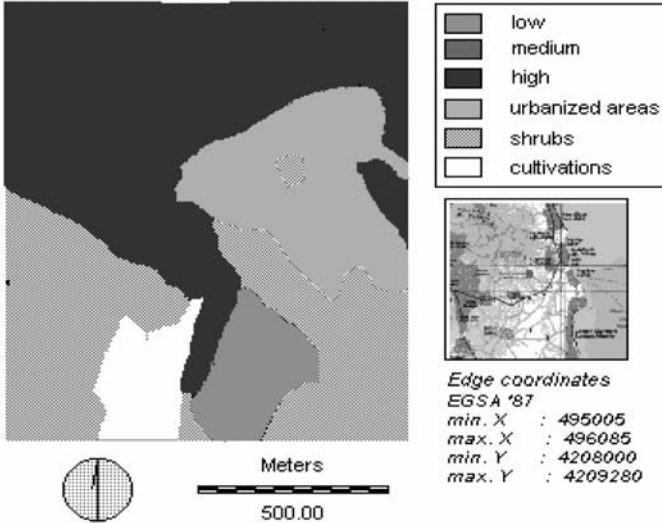 low
medium
high
urbanized areas
shrubs
cultivations
Edge coordinates
EGSA '87
min. X : 495005
max. X : 496085
min. Y : 4208000
max. Y : 4209280
Meters
500.00